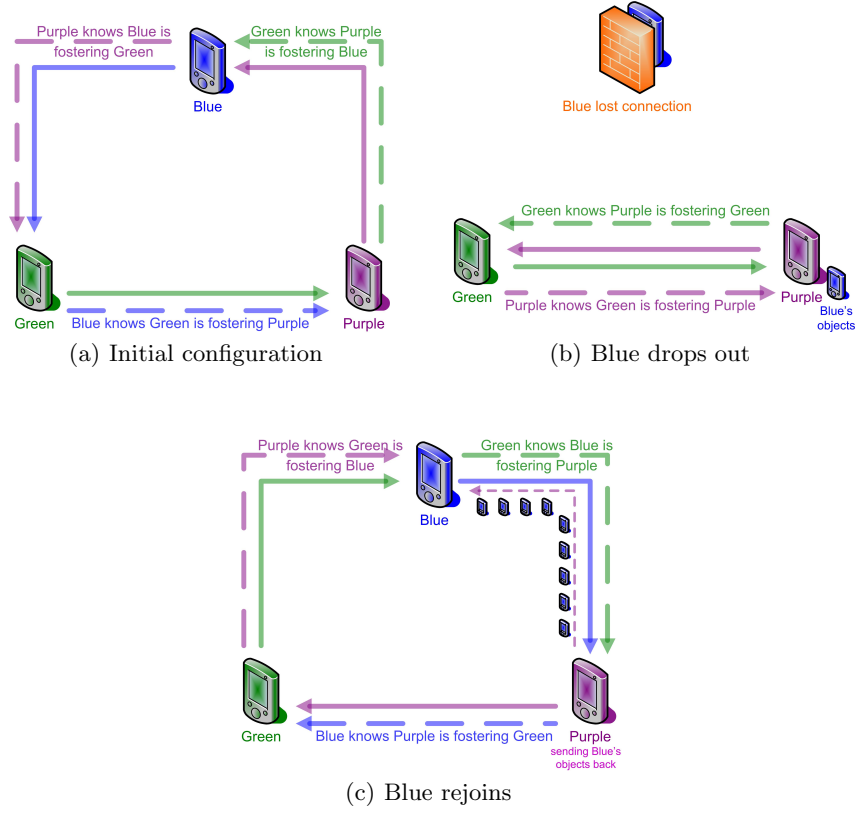 Purple knows Blue is
fostering Green
Green knows Purple
is fostering Blue
Blue
Green
Blue knows Green is fostering Purple
Purple
(a) Initial configuration
Blue lost connection
Green knows Purple is fostering Green
Green
Purple knows Green is fostering Purple
Purple
Blue's
objects
(b) Blue drops out
Purple knows Green is
fostering Blue
Green knows Blue is
fostering Purple
Blue
Green
Blue knows Purple is fostering Green
Purple
sending Blue's
objects back
(c) Blue rejoins